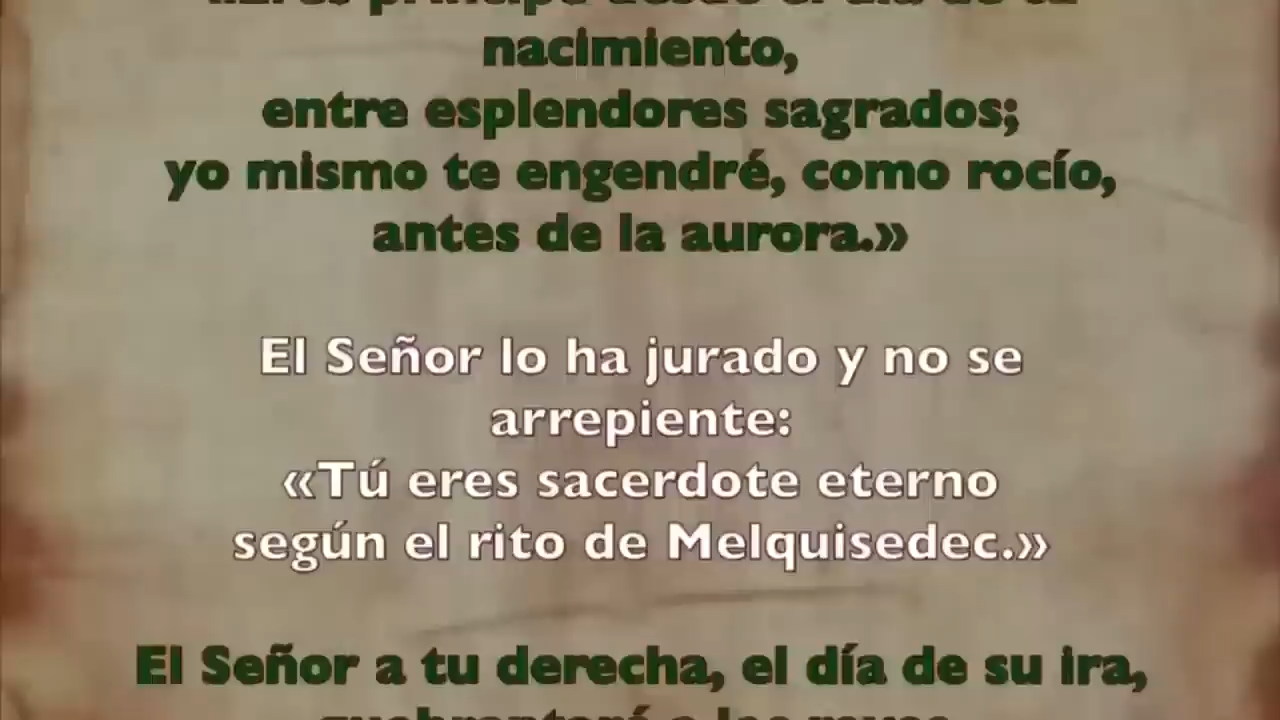 nacimiento,
entre esplendores sagrados;
yo mismo te engendré, como rocío,
antes de la aurora.»
El Señor lo ha jurado y no se
arrepiente:
«Tú eres sacerdote eterno
según el rito de Melquisedec.»
El Señor a tu derecha, el día de su ira,